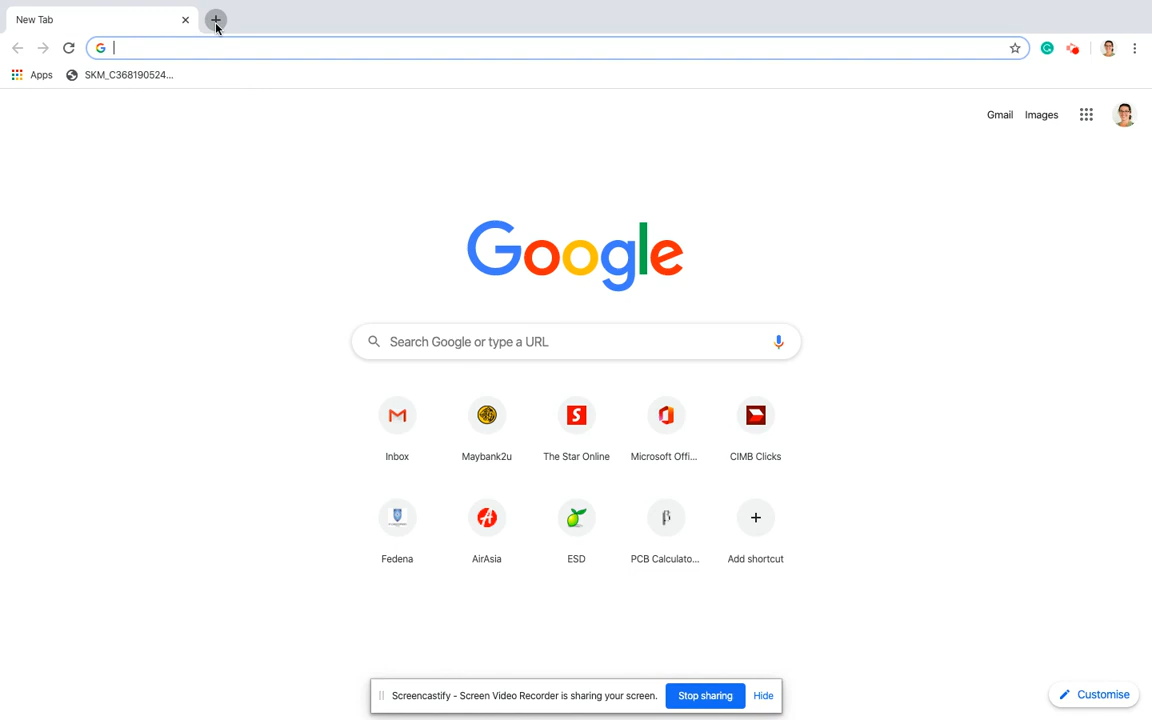 New Tab
Apps
SKM_C368190524...
Gmail
Images
Google
Search Google or type a URL
Inbox
Maybank2u
The Star Online
Microsoft Offi...
CIMB Clicks
Fedena
AirAsia
ESD
PCB Calculato...
Add shortcut
Screencastify - Screen Video Recorder is sharing your screen.
Stop sharing
Hide
Customise